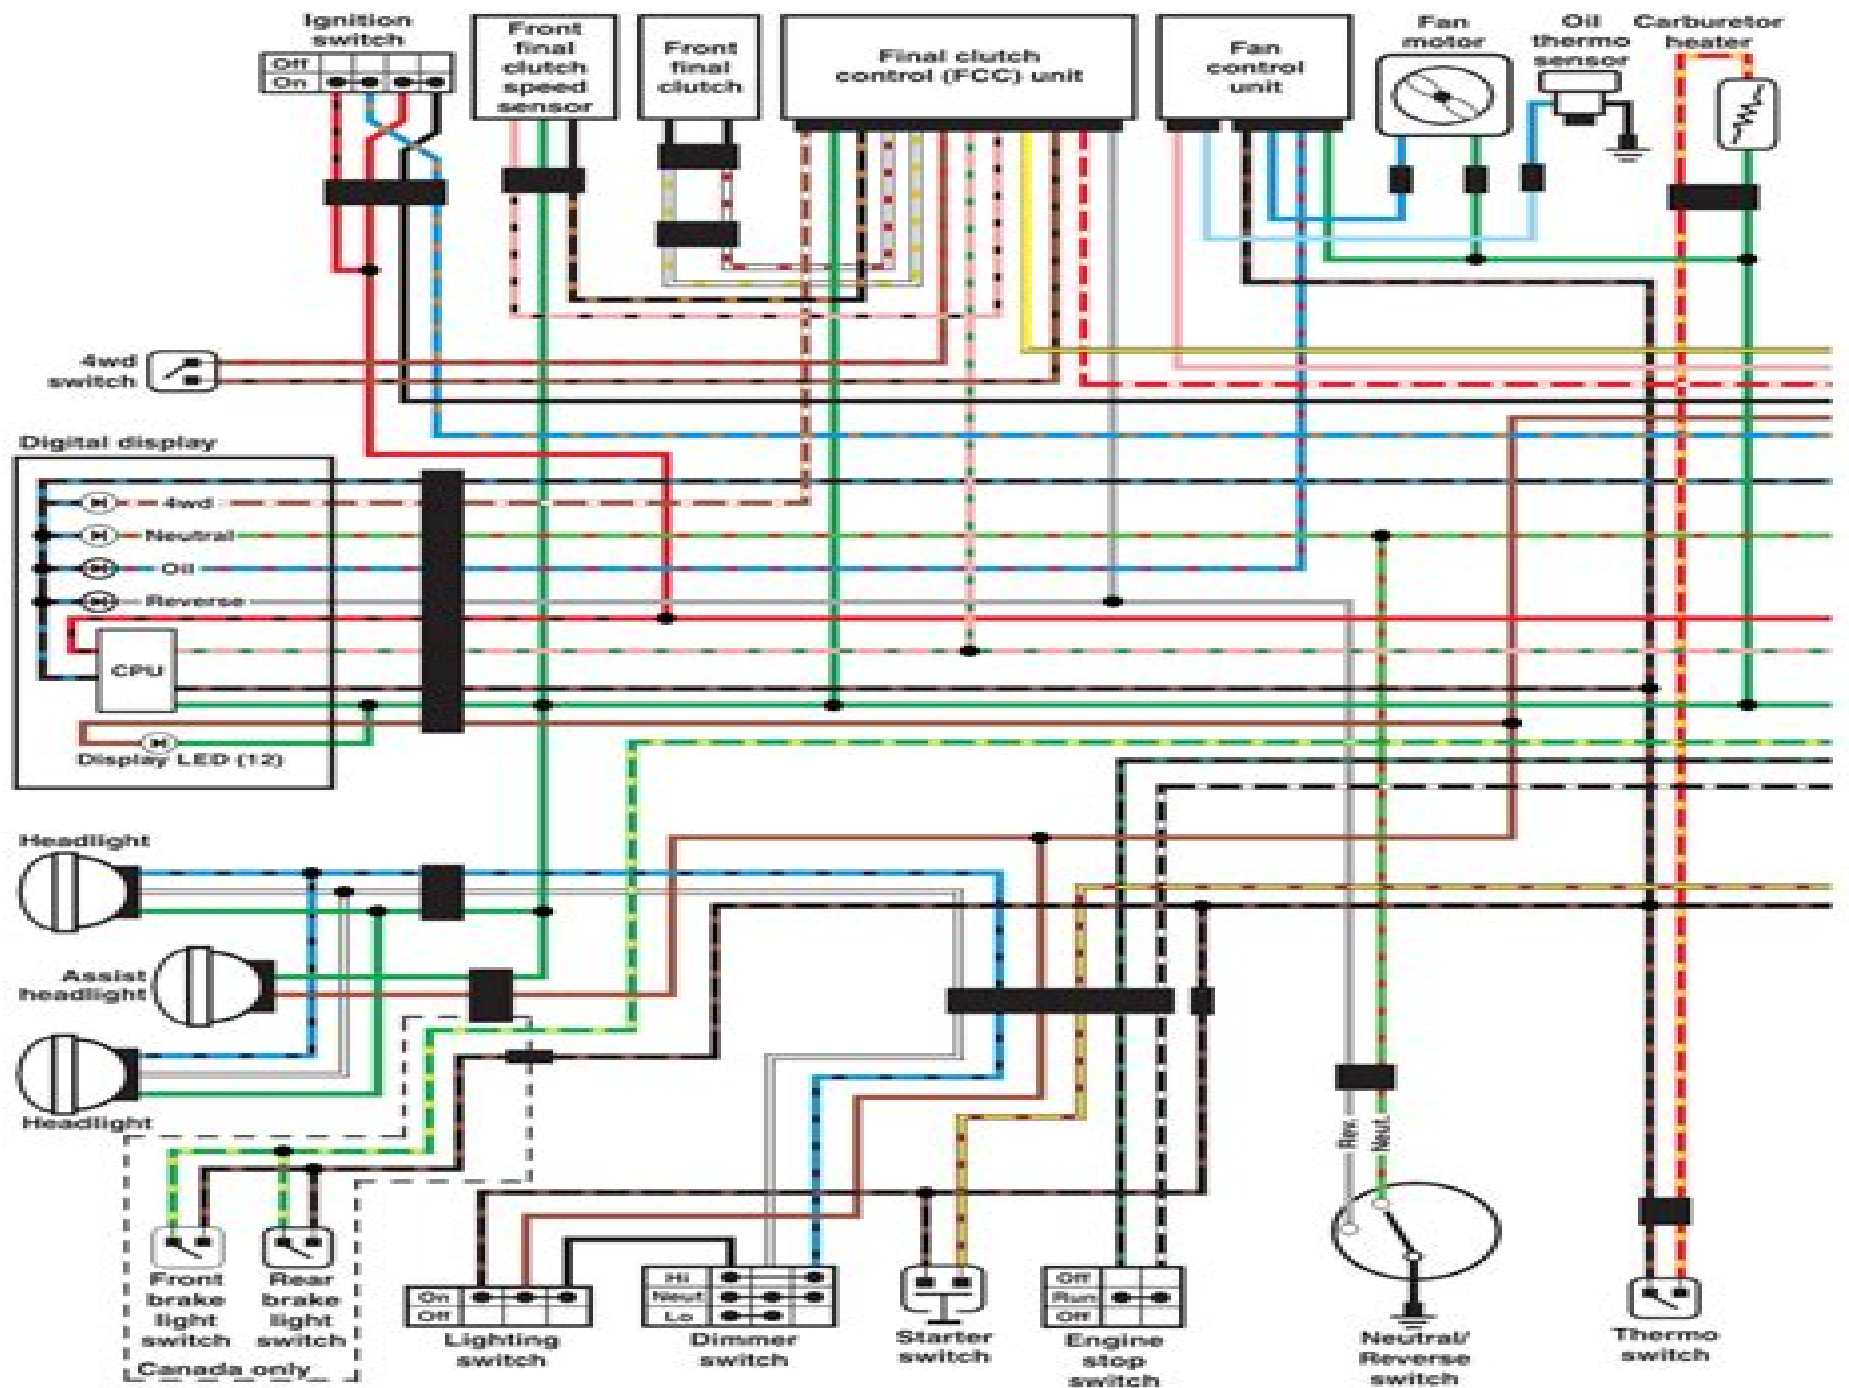 Ignition
switch
Off
On
Front
final
clutch
speed
sensor
Front
final
clutch
Final clutch
control (FCC) unit
Fan
control
unit
Fan
motor
Oil
thermo
sensor
Carburetor
heater
4wd
switch
Digital display
4wd
Neutral
Oil
Reverse
CPU
Display LED (12)
Headlight
Assist
headlight
Headlight
Front
brake
light
switch
Rear
brake
light
switch
Canada only
On
Off
Lighting
switch
Hi
Neut
Lo
Dimmer
switch
Starter
switch
Off
Run
Off
Engine
stop
switch
Rev.
Neut.
Neutral/
Reverse
switch
Thermo
switch